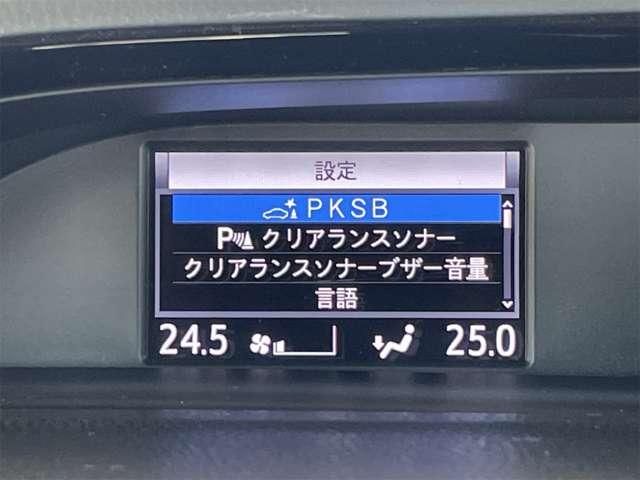 設定
PKSB
P クリアランスソナー
クリアランスソナーブザー音量
言語
24.5 25.0